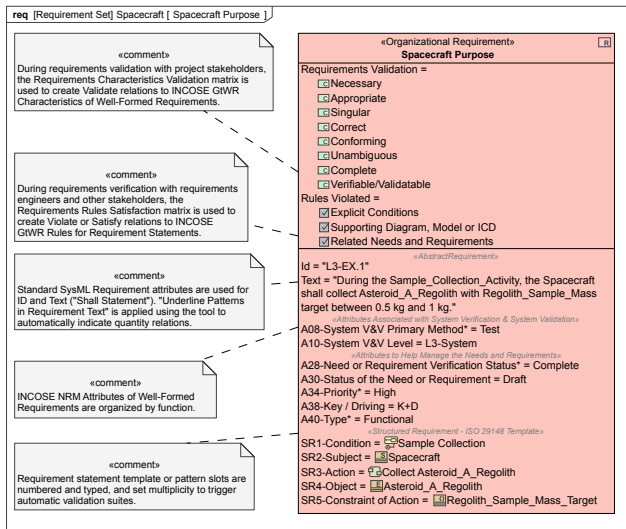 req [Requirement Set] Spacecraft [ Spacecraft Purpose ]
«comment»
During requirements validation with project stakeholders,
the Requirements Characteristics Validation matrix is
used to create Validate relations to INCOSE GtWR
Characteristics of Well-Formed Requirements.
«comment»
During requirements verification with requirements
engineers and other stakeholders, the
Requirements Rules Satisfaction matrix is used to
create Violate or Satisfy relations to INCOSE
GtWR Rules for Requirement Statements.
«comment»
Standard SysML Requirement attributes are used for
ID and Text ("Shall Statement"). "Underline Patterns
in Requirement Text" is applied using the tool to
automatically indicate quantity relations.
«comment»
INCOSE NRM Attributes of Well-Formed
Requirements are organized by function.
«comment»
Requirement statement template or pattern slots are
numbered and typed, and set multiplicity to trigger
automatic validation suites.
«Organizational Requirement»
R
Spacecraft Purpose
Requirements Validation =
C Necessary
C Appropriate
C Singular
C Correct
C Conforming
C Unambiguous
C Complete
C Verifiable/Validatable
Rules Violated =
Explicit Conditions
Supporting Diagram, Model or ICD
Related Needs and Requirements
«AbstractRequirement»
Id = "L3-EX.1"
Text = "During the Sample_Collection_Activity, the Spacecraft
shall collect Asteroid_A_Regolith with Regolith_Sample_Mass
target between 0.5 kg and 1 kg."
«Attributes Associated with System Verification & System Validation»
A08-System V&V Primary Method* = Test
A10-System V&V Level = L3-System
«Attributes to Help Manage the Needs and Requirements»
A28-Need or Requirement Verification Status* = Complete
A30-Status of the Need or Requirement = Draft
A34-Priority* = High
A38-Key / Driving = K+D
A40-Type* = Functional
«Structured Requirement - ISO 29148 Template»
SR1-Condition = Sample Collection
SR2-Subject = Spacecraft
SR3-Action = Collect Asteroid_A_Regolith
SR4-Object = Asteroid_A_Regolith
SR5-Constraint of Action = Regolith_Sample_Mass_Target